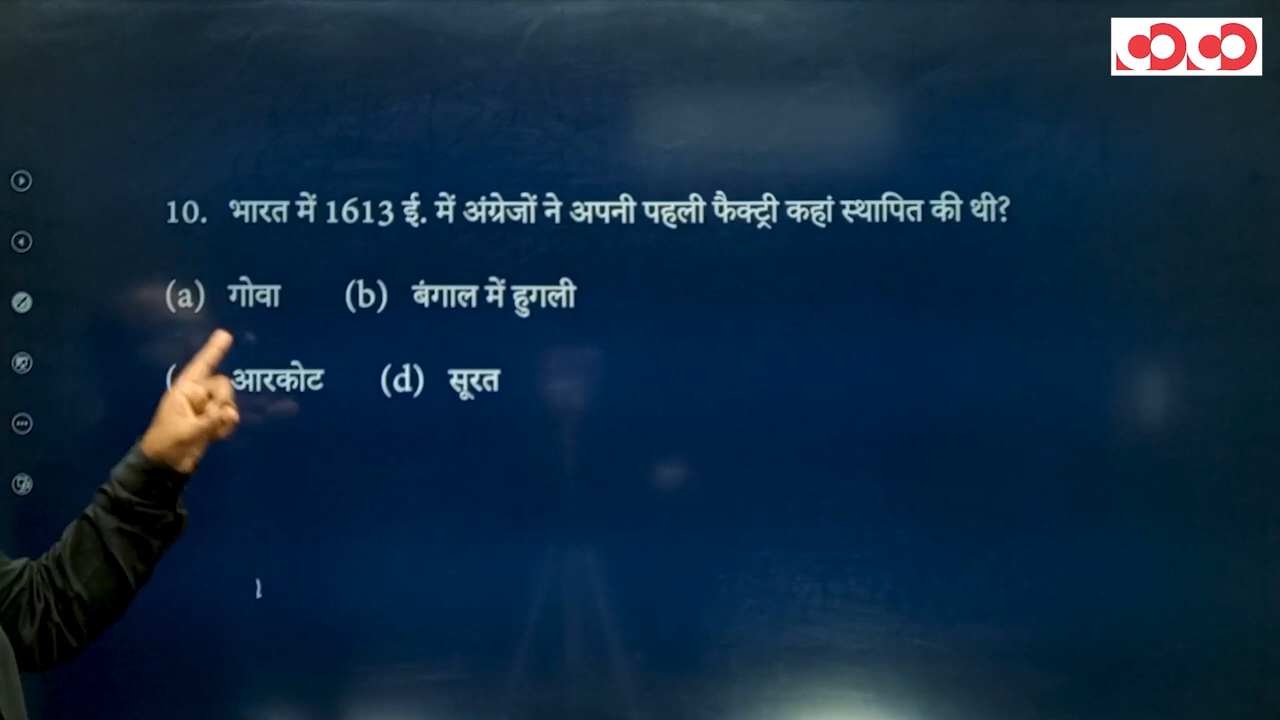 10. भारत में 1613 ई. में अंग्रेजों ने अपनी पहली फैक्ट्री कहां स्थापित की थी?
(a) गोवा (b) बंगाल में हुगली
आरकोट (d) सूरत